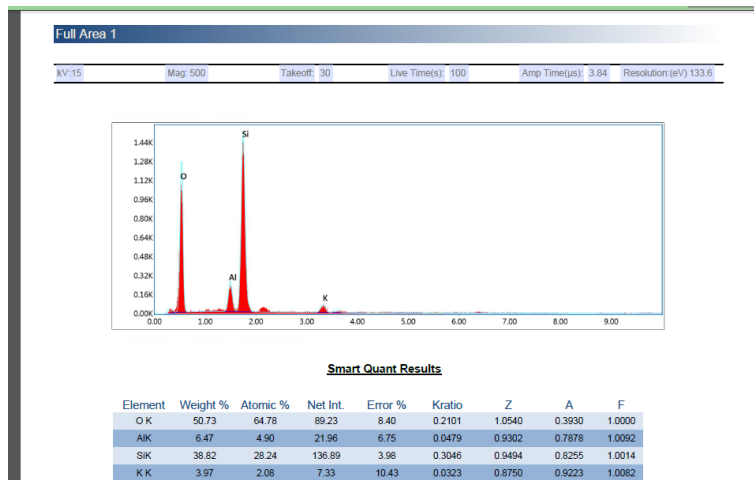 Full Area 1
kV:15 Mag: 500 Takeoff: 30 Live Time(s): 100 Amp Time(µs): 3.84 Resolution:(eV) 133.6
Si
1.44K
1.28K
O
1.12K
0.96K
0.80K
0.64K
0.48K
Al
0.32K
K
0.16K
0.00K
0.00 1.00 2.00 3.00 4.00 5.00 6.00 7.00 8.00 9.00
Smart Quant Results
Element Weight % Atomic % Net Int. Error % Kratio Z A F
O K 50.73 64.78 89.23 8.40 0.2101 1.0540 0.3930 1.0000
AlK 6.47 4.90 21.96 6.75 0.0479 0.9302 0.7878 1.0092
SiK 38.82 28.24 136.89 3.98 0.3046 0.9494 0.8255 1.0014
K K 3.97 2.08 7.33 10.43 0.0323 0.8750 0.9223 1.0082